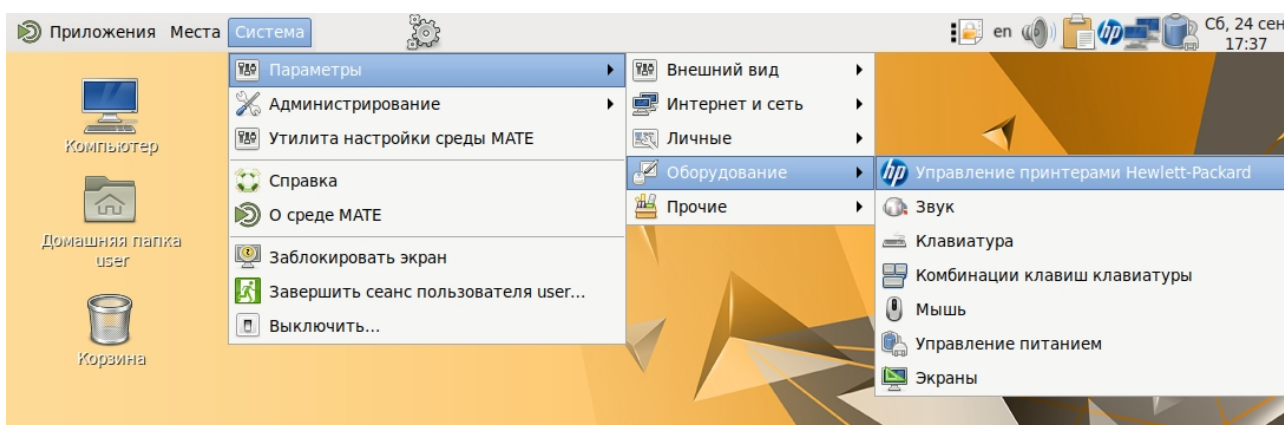 Приложения Места Система en hp Сб, 24 сен
17:37
Параметры
Администрирование
Утилита настройки среды MATE
Справка
О среде MATE
Заблокировать экран
Завершить сеанс пользователя user...
Выключить...
Внешний вид
Интернет и сеть
Личные
Оборудование
Прочие
hp Управление принтерами Hewlett-Packard
Звук
Клавиатура
Комбинации клавиш клавиатуры
Мышь
Управление питанием
Экраны
Компьютер
Домашняя папка
user
Корзина